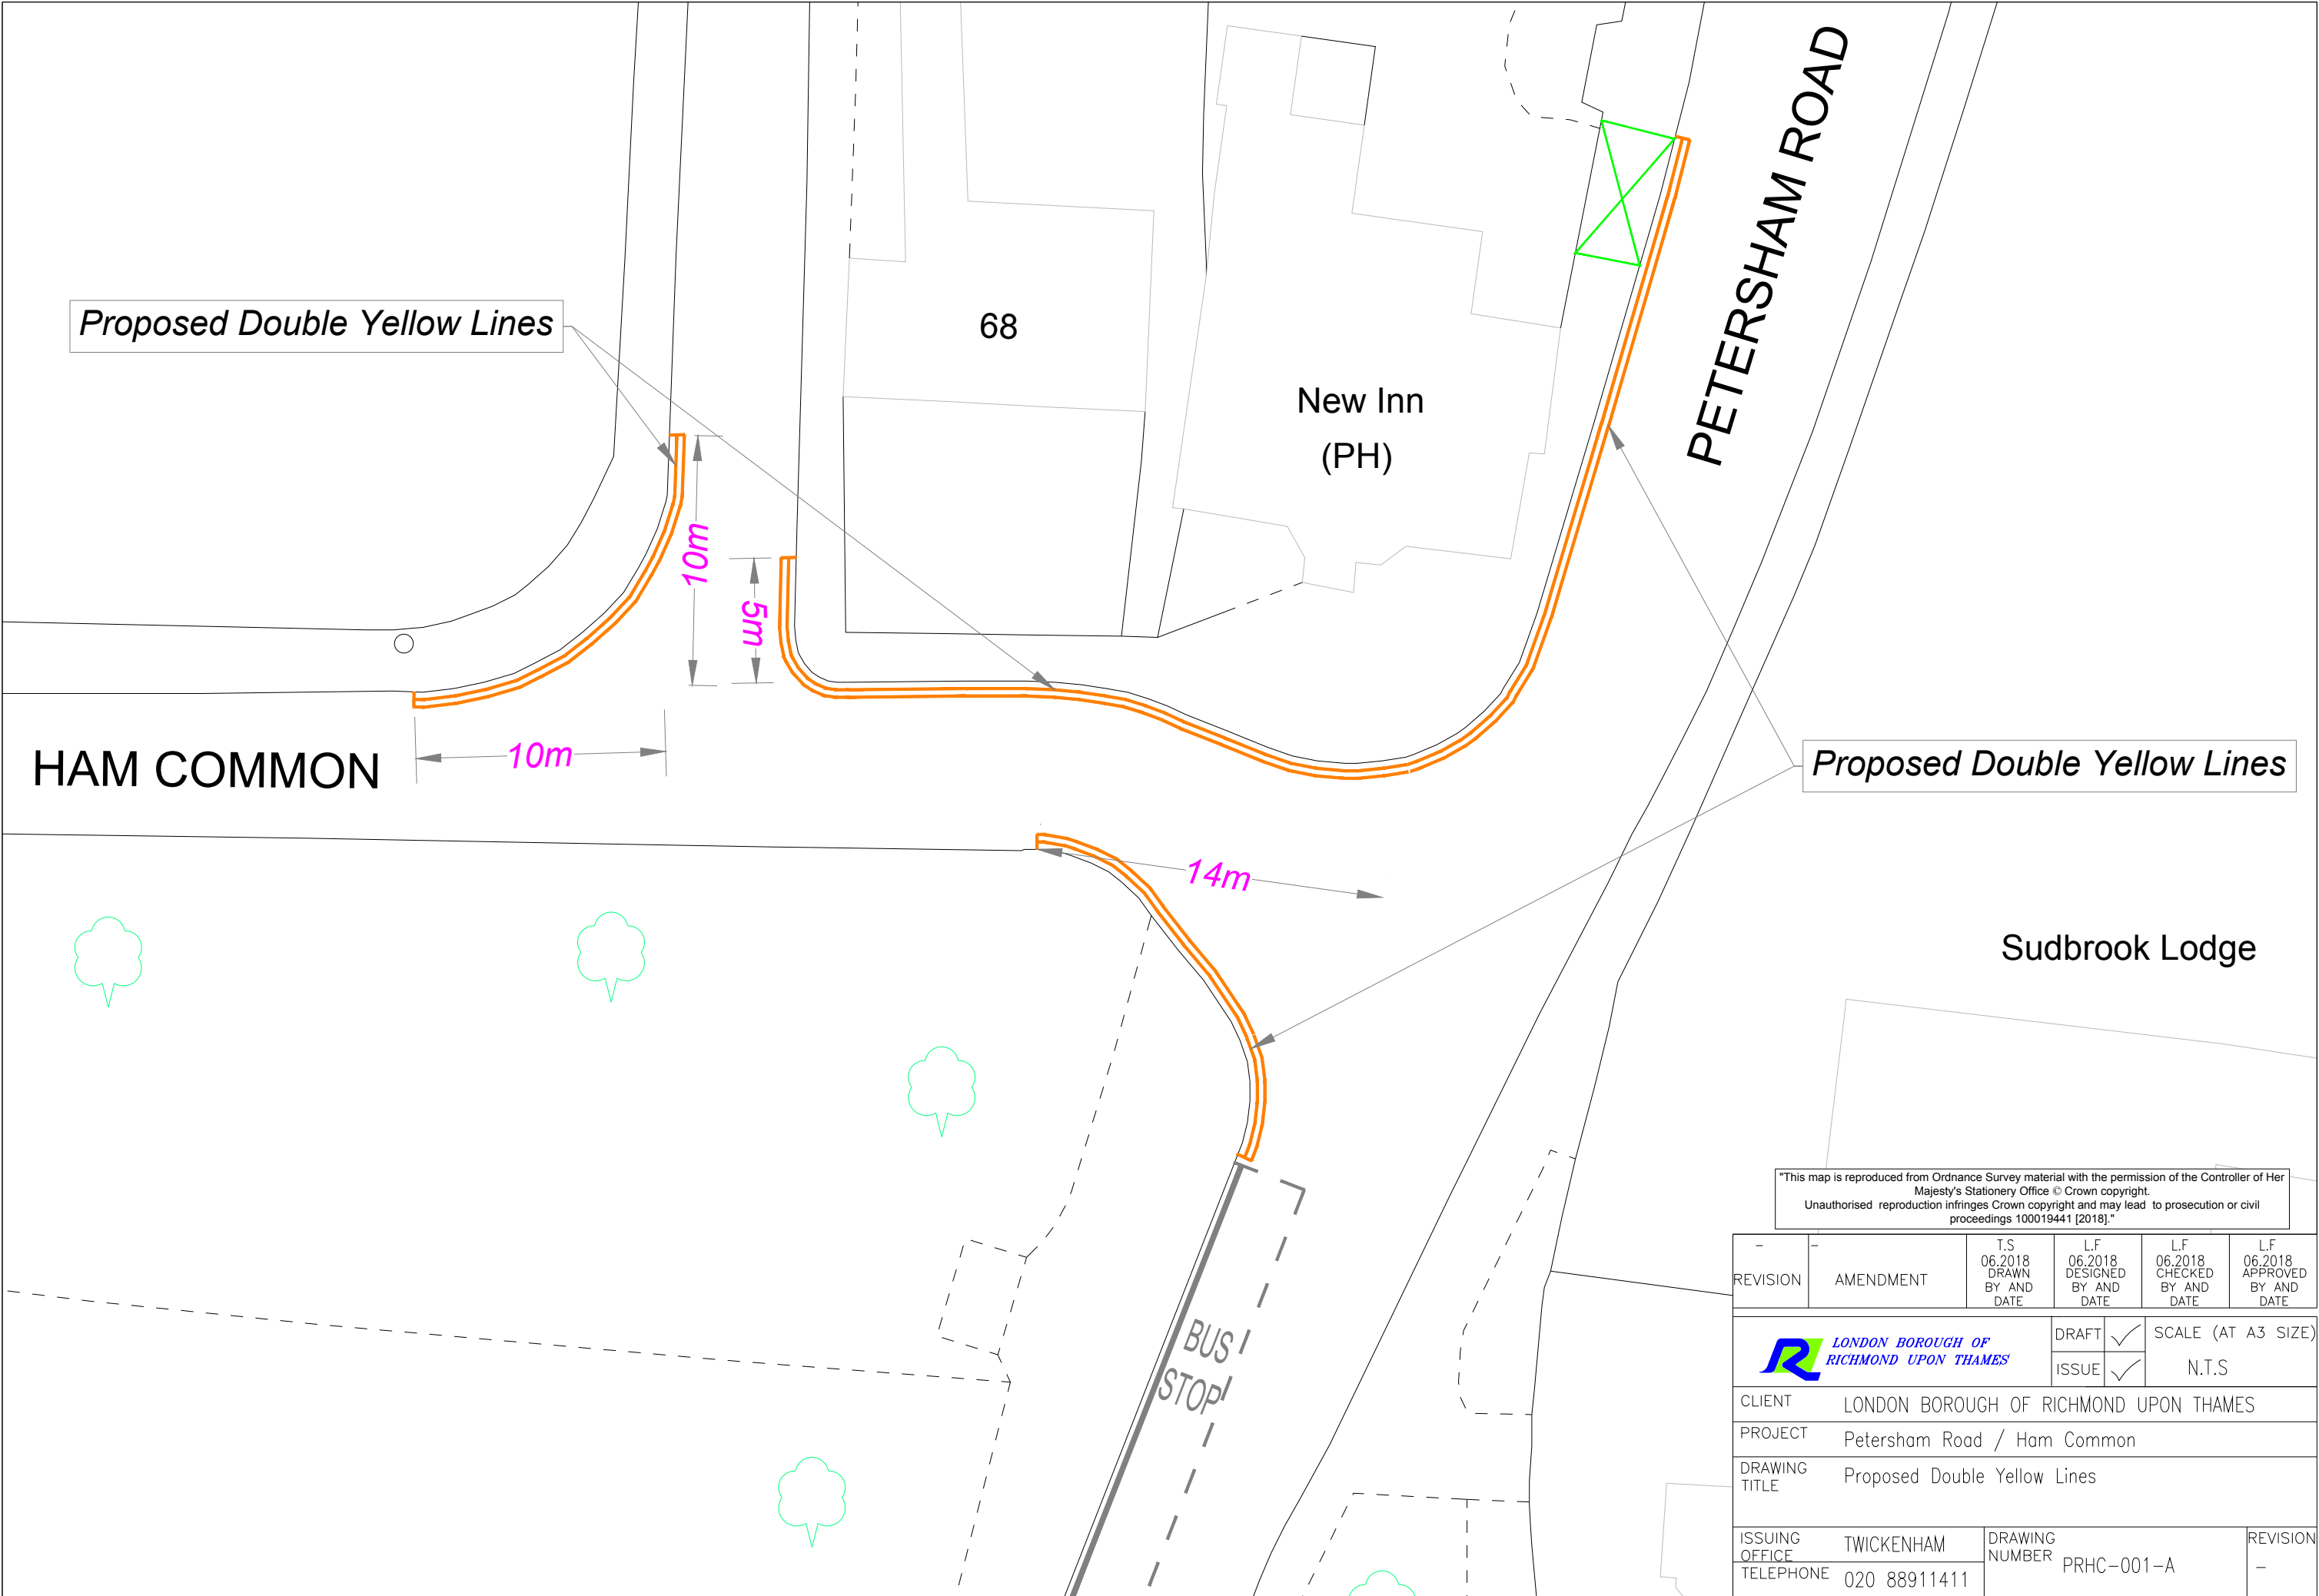 PETERSHAM ROAD
Proposed Double Yellow Lines
68
New Inn
(PH)
10m
5m
HAM COMMON
10m
Proposed Double Yellow Lines
14m
Sudbrook Lodge
BUS
STOP
"This map is reproduced from Ordnance Survey material with the permission of the Controller of Her
Majesty's Stationery Office © Crown copyright.
Unauthorised reproduction infringes Crown copyright and may lead to prosecution or civil
proceedings 100019441 [2018]."
- - T.S L.F L.F L.F
06.2018 06.2018 06.2018 06.2018
REVISION AMENDMENT DRAWN DESIGNED CHECKED APPROVED
BY AND BY AND BY AND BY AND
DATE DATE DATE DATE
LONDON BOROUGH OF
RICHMOND UPON THAMES
DRAFT SCALE (AT A3 SIZE)
ISSUE N.T.S
CLIENT LONDON BOROUGH OF RICHMOND UPON THAMES
PROJECT Petersham Road / Ham Common
DRAWING
TITLE Proposed Double Yellow Lines
ISSUING
OFFICE TWICKENHAM
TELEPHONE 020 88911411
DRAWING
NUMBER PRHC-001-A
REVISION
-